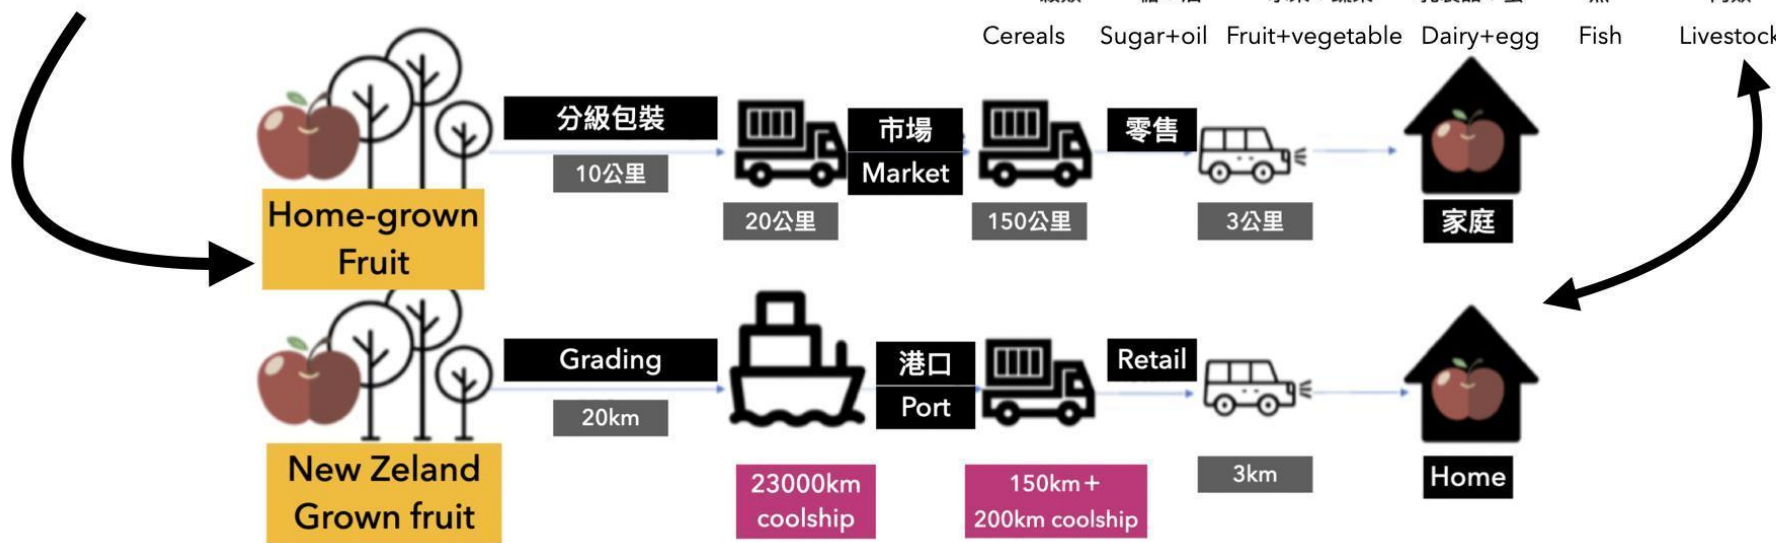 Cereals Sugar+oil Fruit+vegetable Dairy+egg Fish Livestock
分級包裝
市場
零售
Market
10公里
Home-grown
Fruit
20公里
150公里
3公里
家庭
Grading
港口
Retail
Port
20km
New Zeland
Grown fruit
23000km
coolship
150km+
200km coolship
3km
Home